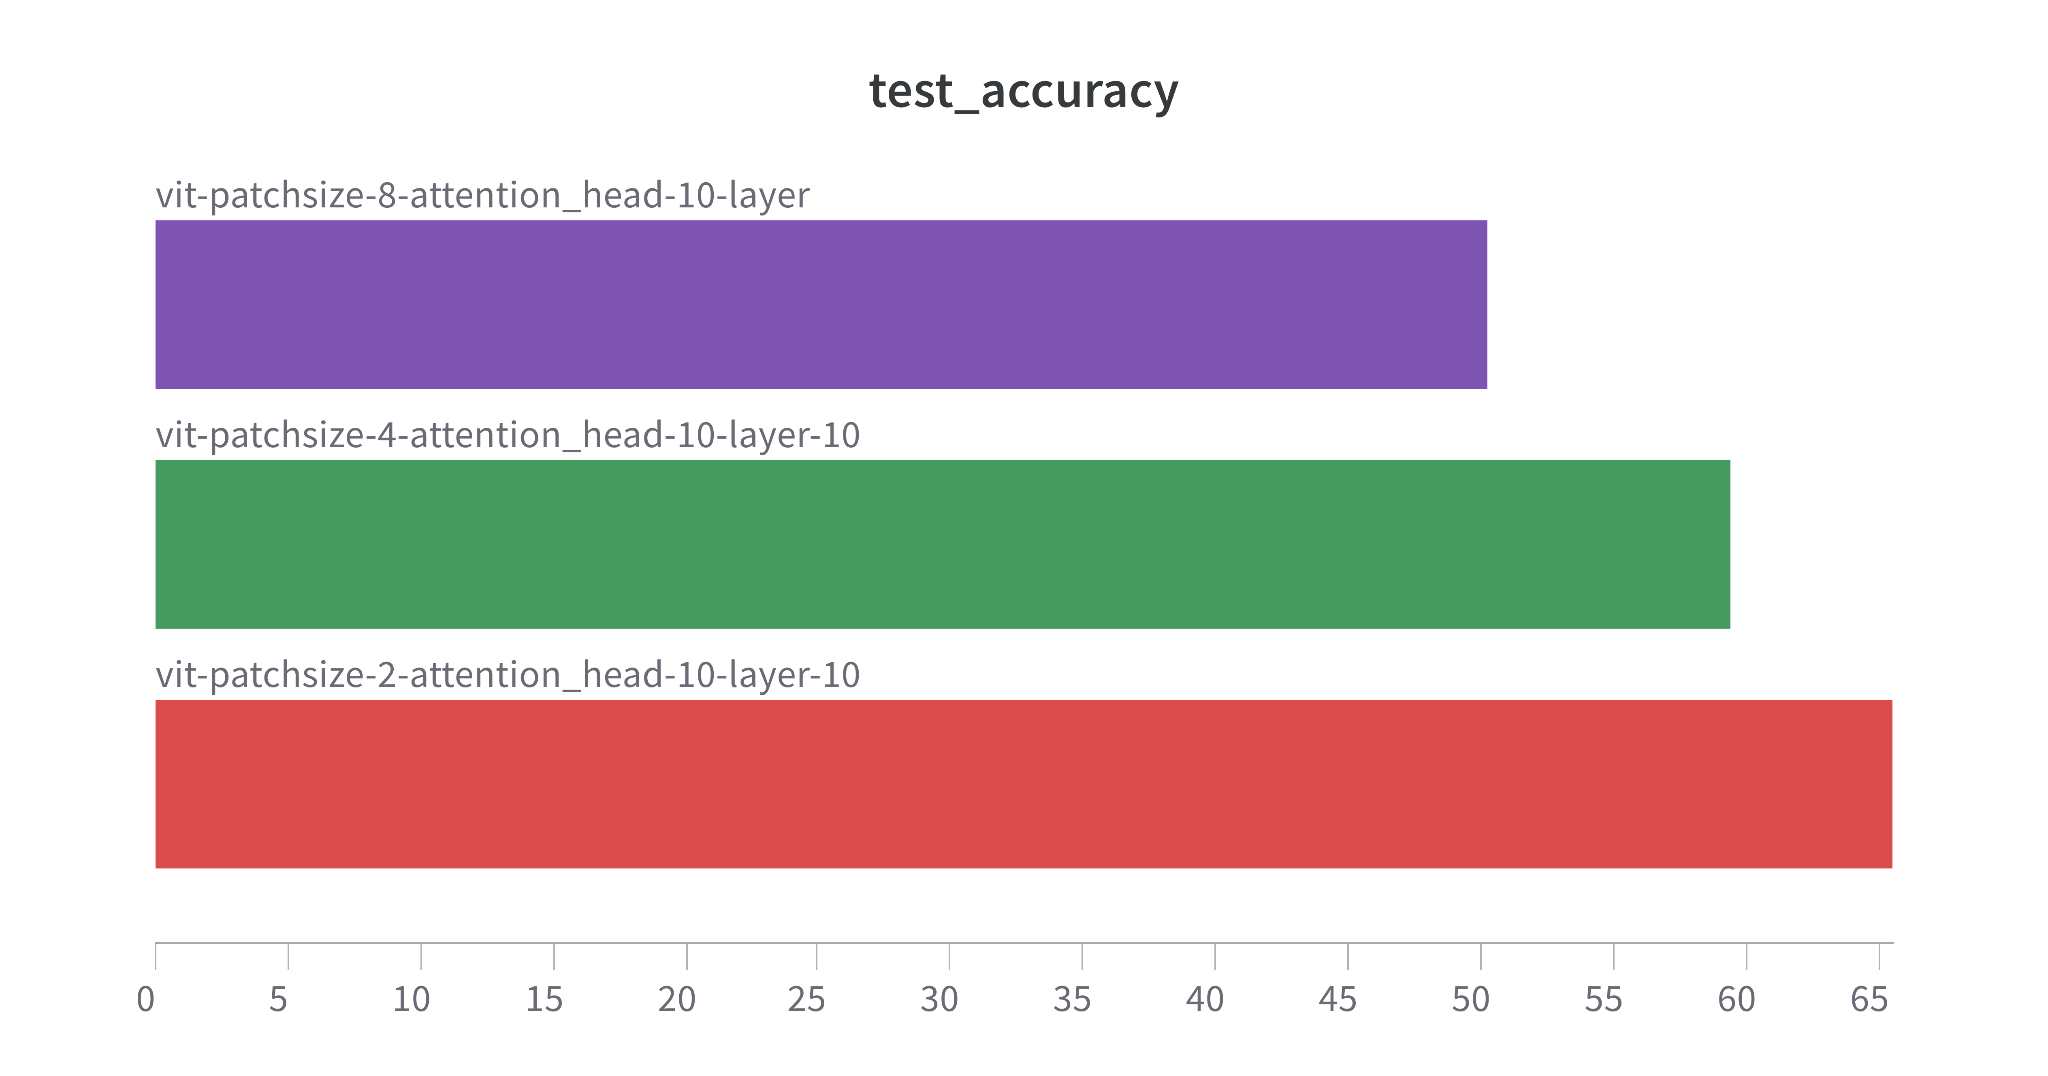 test_accuracy
vit-patchsize-8-attention_head-10-layer
vit-patchsize-4-attention_head-10-layer-10
vit-patchsize-2-attention_head-10-layer-10
0 5 10 15 20 25 30 35 40 45 50 55 60 65